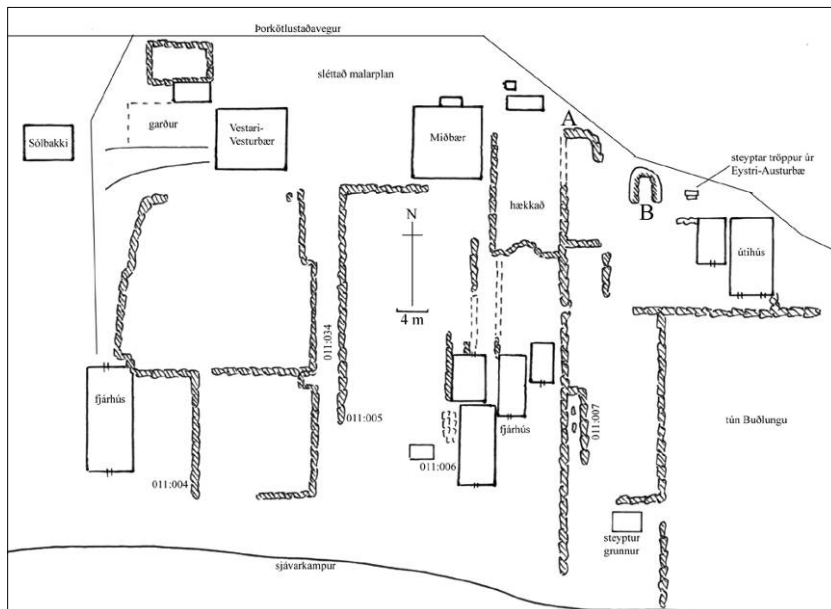 Þorkötlustaðavegur
sléttað malarplan
garður
Vestari-
Vesturbær
Sólbakki
Miðbær
A
steyptar tröppur úr
Eystri-Austurbæ
hækkað
B
N
útihús
4 m
011:034
fjárhús
011:005
fjárhús
011:007
tún Buðlungu
011:006
011:004
steyptur
grunnur
sjávarkampur